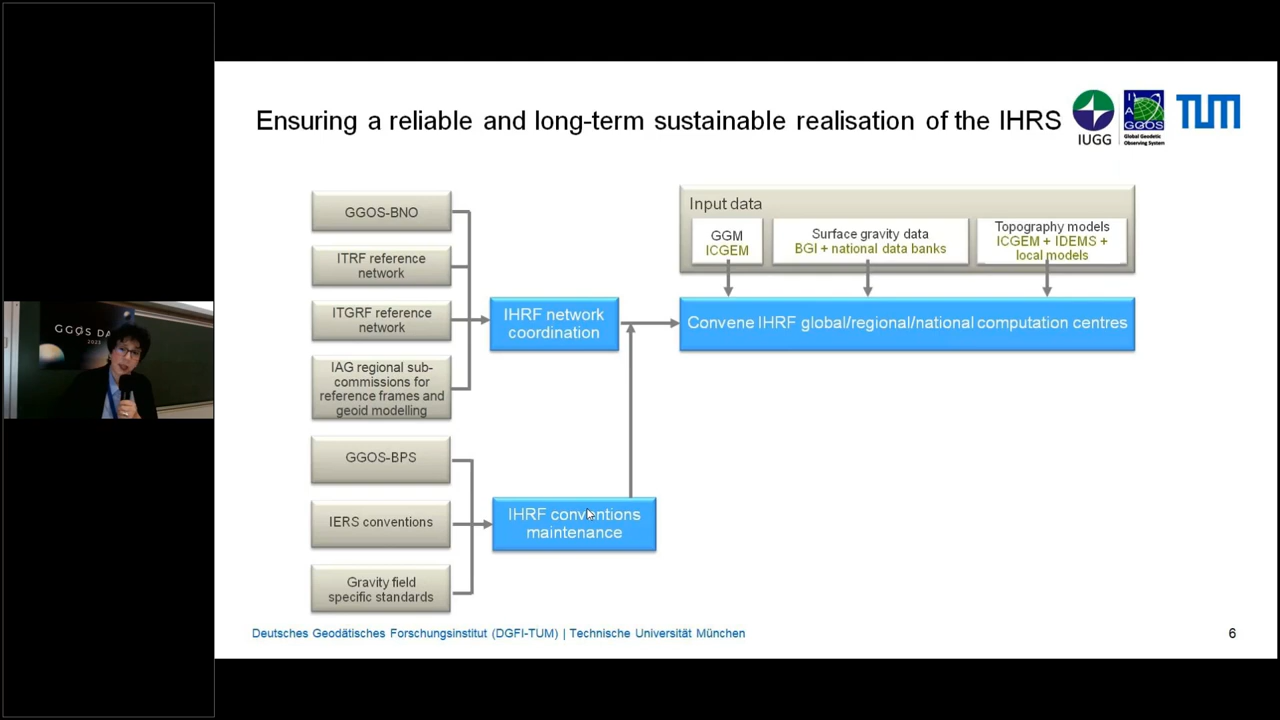 Ensuring a reliable and long-term sustainable realisation of the IHRS
IUGG
IAG
GGOS
Global Geodetic
Observing System
TUM
GGOS-BNO
ITRF reference
network
ITGRF reference
network
IAG regional sub-
commissions for
reference frames and
geoid modelling
GGOS-BPS
IERS conventions
Gravity field
specific standards
IHRF network
coordination
IHRF conventions
maintenance
Input data
GGM
ICGEM
Surface gravity data
BGI + national data banks
Topography models
ICGEM + IDEMS +
local models
Convene IHRF global/regional/national computation centres
GGOS DA
Deutsches Geodätisches Forschungsinstitut (DGFI-TUM) | Technische Universität München
6